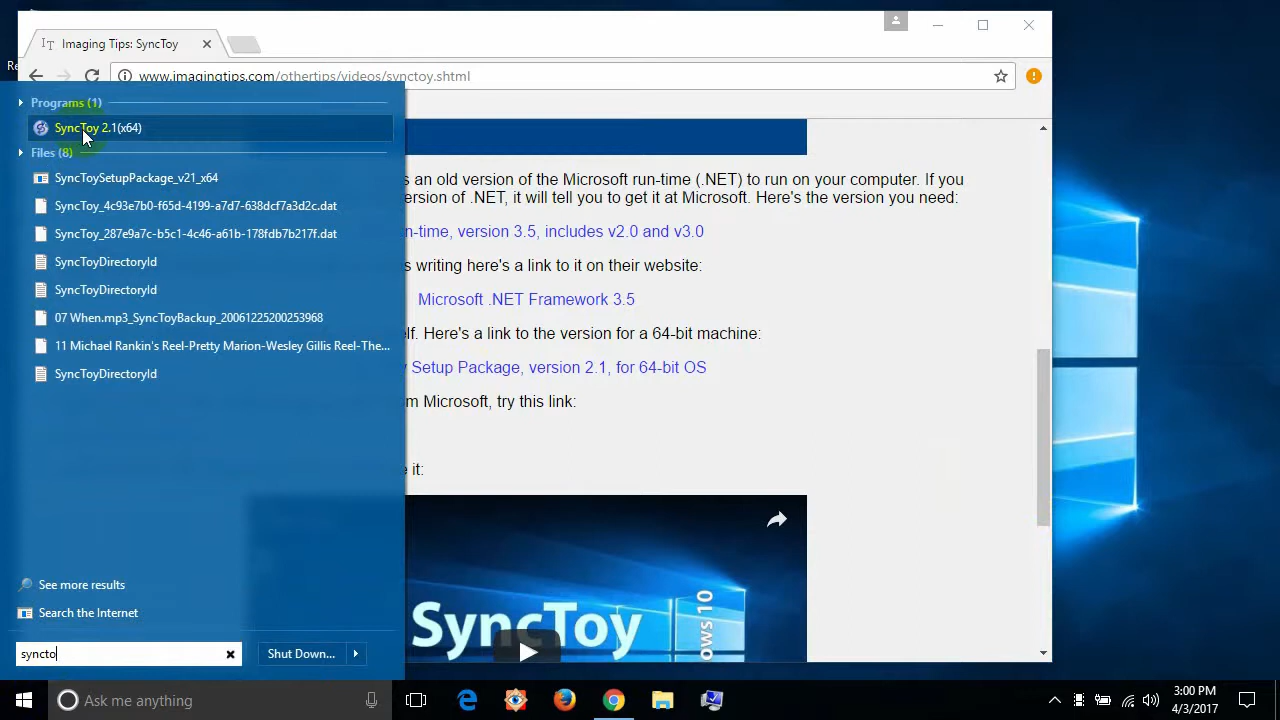 Imaging Tips: SyncToy
www.imagingtips.com/othertips/videos/synctoy.shtml
Re
Programs (1)
SyncToy 2.1(x64)
Files (8)
SyncToySetupPackage_v21_x64
SyncToy_4c93e7b0-f65d-4199-a7d7-638dcf7a3d2c.dat
SyncToy_287e9a7c-b5c1-4c46-a61b-178fdb7b217f.dat
SyncToyDirectoryId
SyncToyDirectoryId
07 When.mp3_SyncToyBackup_20061225200253968
11 Michael Rankin's Reel-Pretty Marion-Wesley Gillis Reel-The...
SyncToyDirectoryId
See more results
Search the Internet
syncto
Shut Down...
s an old version of the Microsoft run-time (.NET) to run on your computer. If you
ersion of .NET, it will tell you to get it at Microsoft. Here's the version you need:
n-time, version 3.5, includes v2.0 and v3.0
s writing here's a link to it on their website:
Microsoft .NET Framework 3.5
elf. Here's a link to the version for a 64-bit machine:
y Setup Package, version 2.1, for 64-bit OS
om Microsoft, try this link:
e it:
SyncToy
ows 10
Ask me anything
3:00 PM
4/3/2017